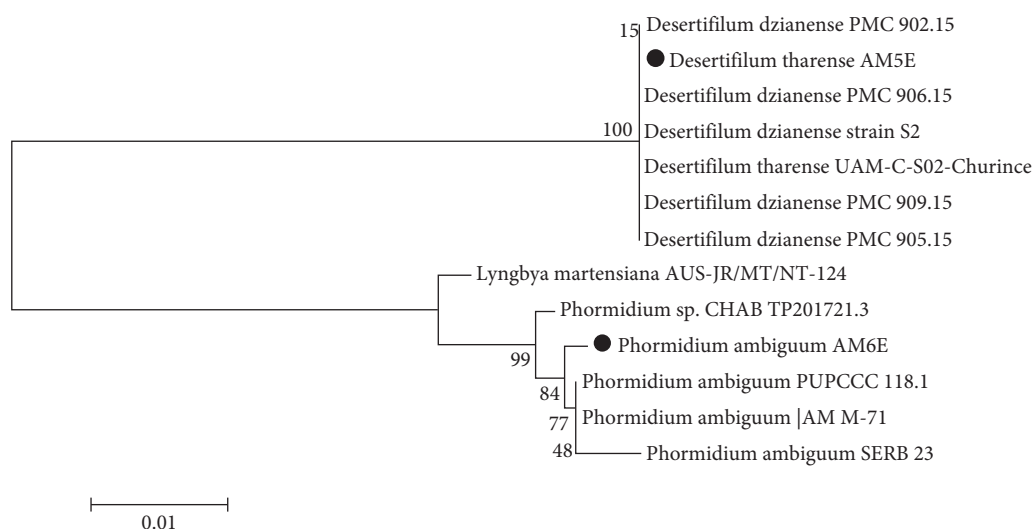 15
Desertifilum dzianense PMC 902.15
Desertifilum tharense AM5E
Desertifilum dzianense PMC 906.15
100
Desertifilum dzianense strain S2
Desertifilum tharense UAM-C-S02-Churince
Desertifilum dzianense PMC 909.15
Desertifilum dzianense PMC 905.15
Lyngbya martensiana AUS-JR/MT/NT-124
Phormidium sp. CHAB TP201721.3
99
Phormidium ambiguum AM6E
84
Phormidium ambiguum PUPCCC 118.1
77
Phormidium ambiguum |AM M-71
48
Phormidium ambiguum SERB 23
0.01